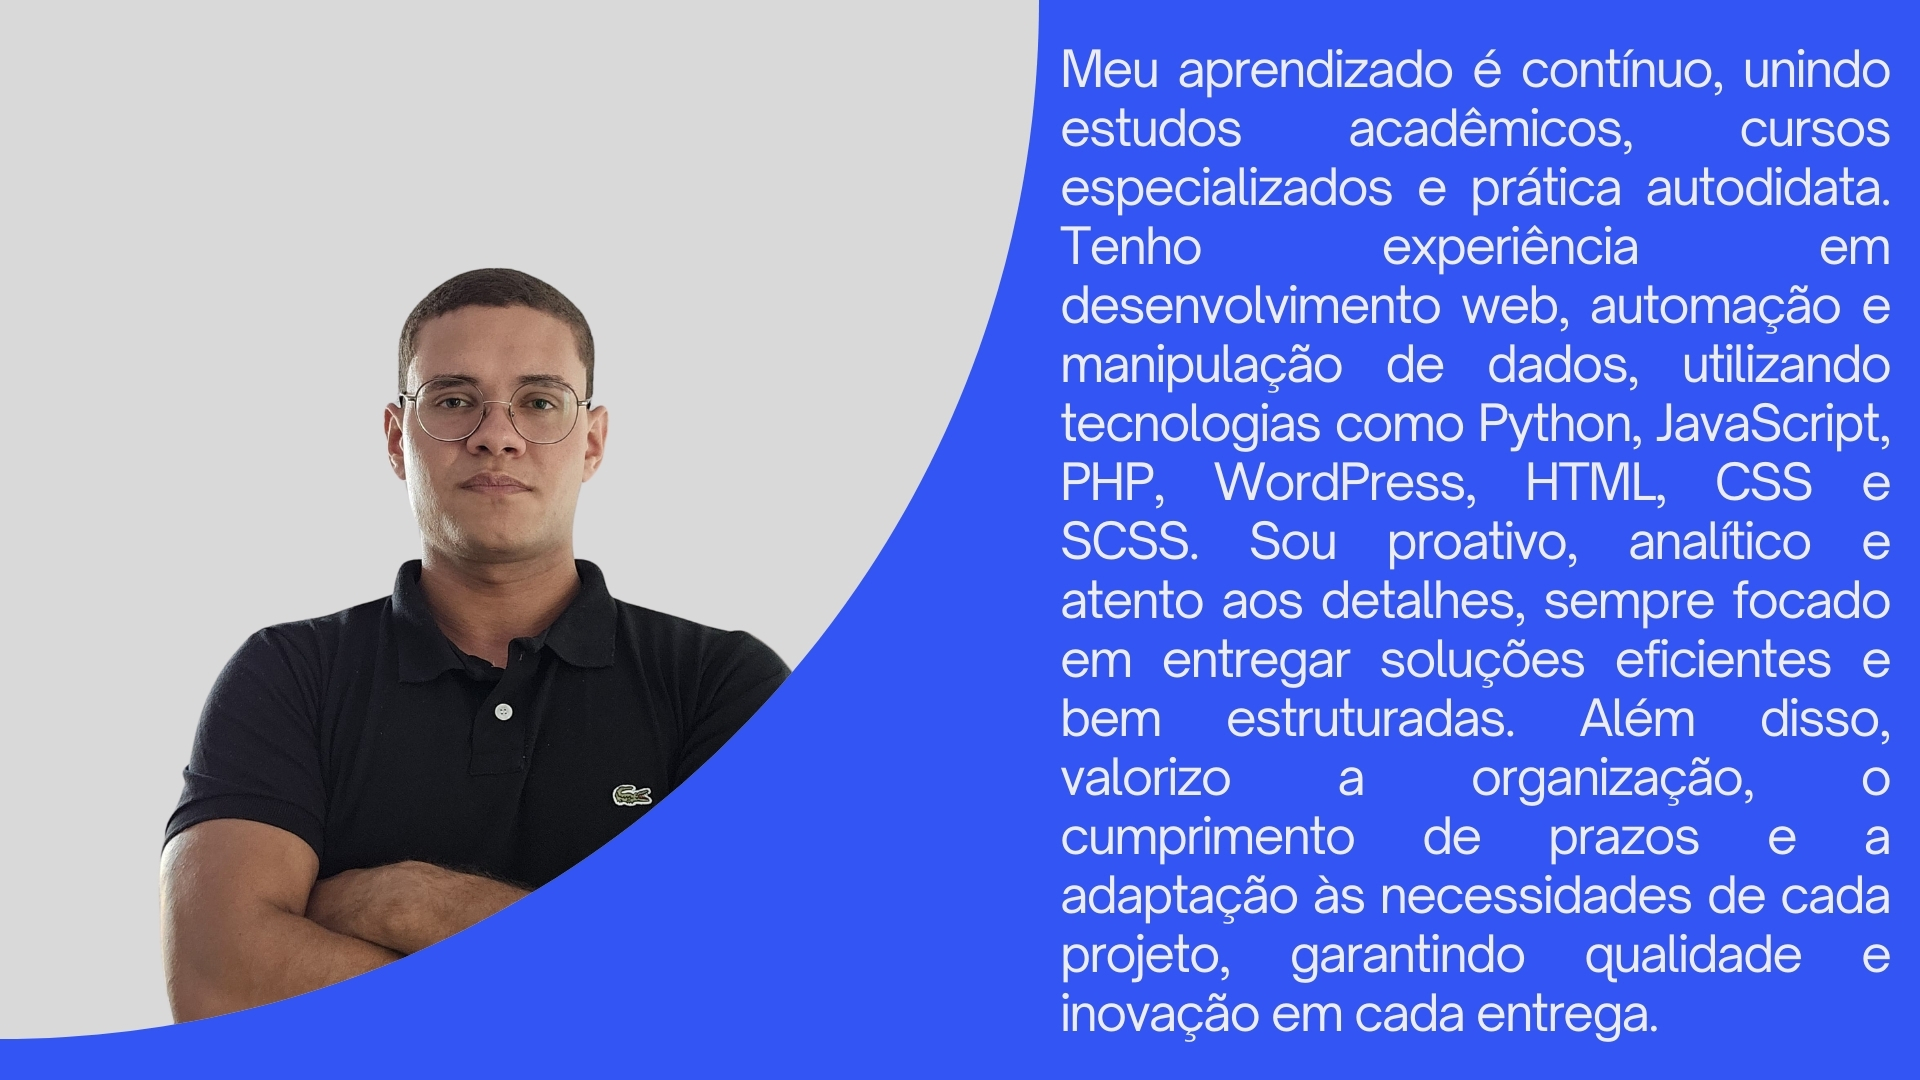 Meu aprendizado é contínuo, unindo
estudos acadêmicos, cursos
especializados e prática autodidata.
Tenho experiência em
desenvolvimento web, automação e
manipulação de dados, utilizando
tecnologias como Python, JavaScript,
PHP, WordPress, HTML, CSS e
SCSS. Sou proativo, analítico e
atento aos detalhes, sempre focado
em entregar soluções eficientes e
bem estruturadas. Além disso,
valorizo a organização, o
cumprimento de prazos e a
adaptação às necessidades de cada
projeto, garantindo qualidade e
inovação em cada entrega.